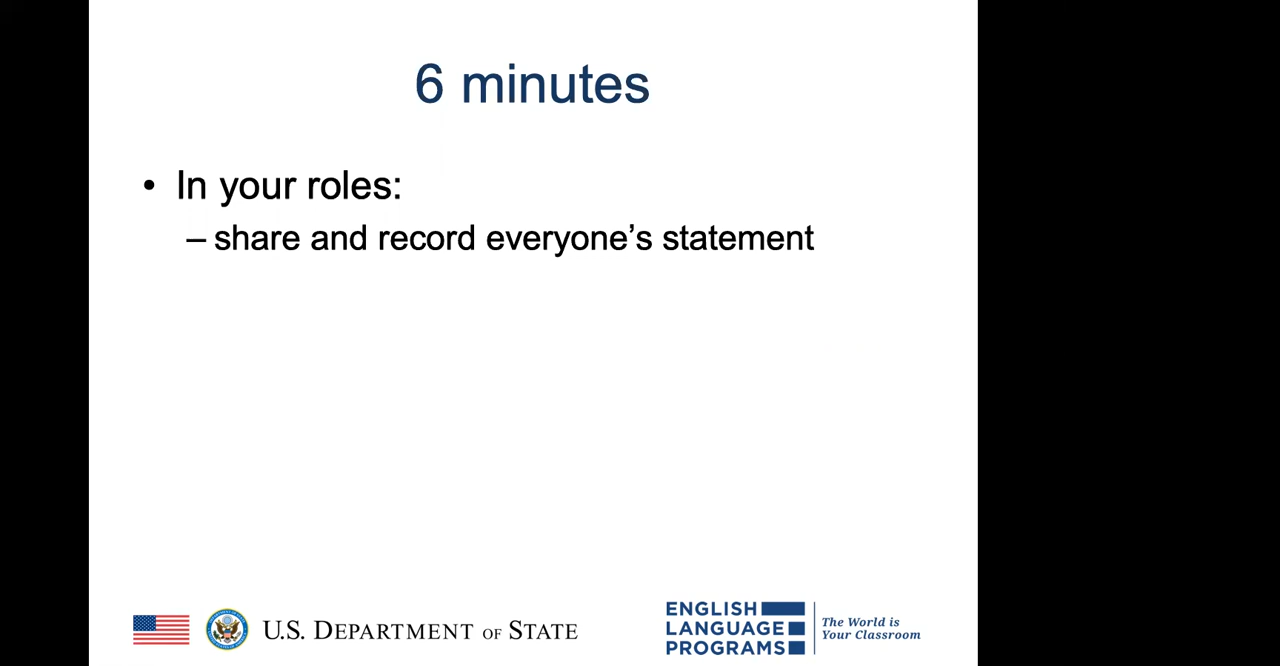 6 minutes
• In your roles:
– share and record everyone’s statement
U.S. DEPARTMENT OF STATE
ENGLISH
LANGUAGE
PROGRAMS
The World is
Your Classroom